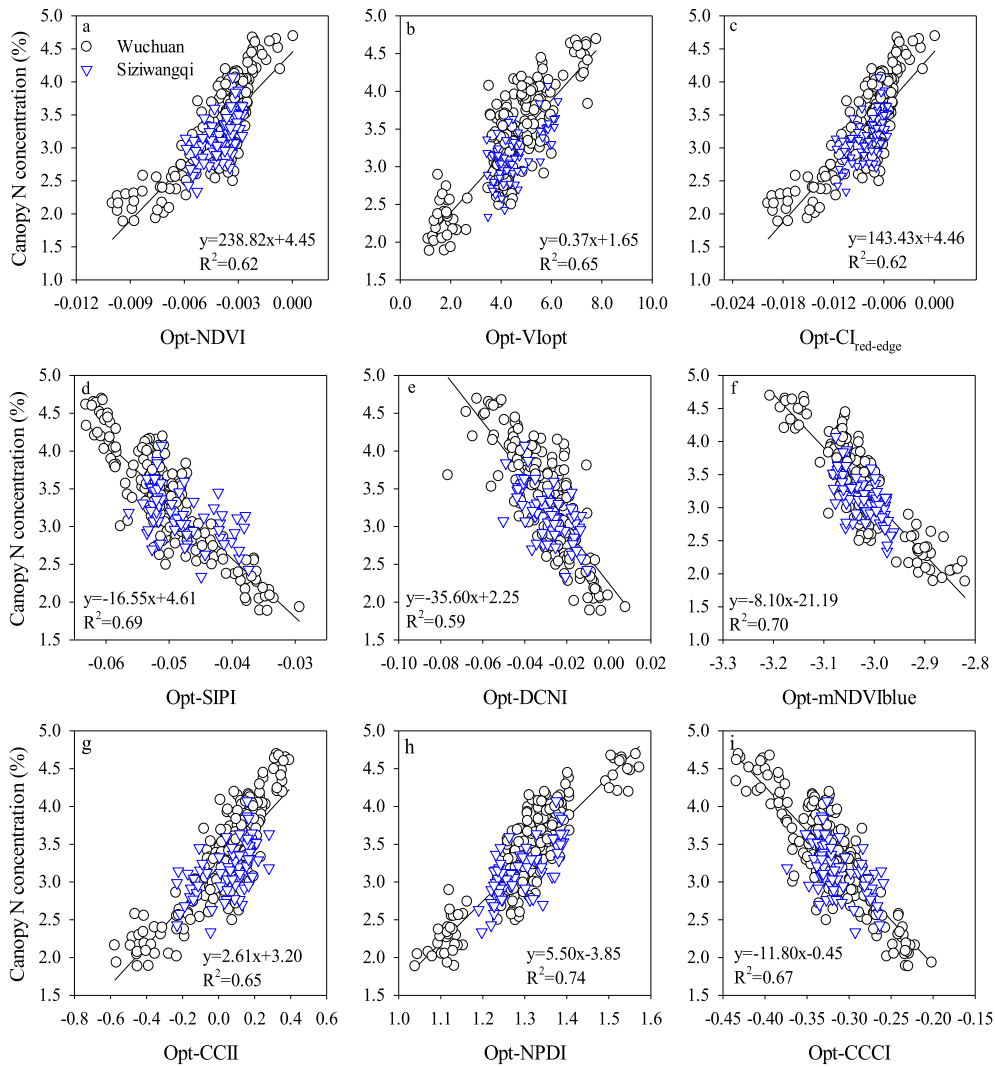 a
Wuchuan
Siziwangqi
Canopy N concentration (%)
5.0
4.5
4.0
3.5
3.0
2.5
2.0
1.5
1.0
y=238.82x+4.45
R²=0.62
-0.012 -0.009 -0.006 -0.003 0.000
Opt-NDVI
b
5.0
4.5
4.0
3.5
3.0
2.5
2.0
1.5
y=0.37x+1.65
R²=0.65
0.0 2.0 4.0 6.0 8.0 10.0
Opt-VIopt
c
5.0
4.5
4.0
3.5
3.0
2.5
2.0
1.5
1.0
y=143.43x+4.46
R²=0.62
-0.024 -0.018 -0.012 -0.006 0.000
Opt-CIred-edge
d
Canopy N concentration (%)
5.0
4.5
4.0
3.5
3.0
2.5
2.0
1.5
y=-16.55x+4.61
R²=0.69
-0.06 -0.05 -0.04 -0.03
Opt-SIPI
e
5.0
4.5
4.0
3.5
3.0
2.5
2.0
1.5
y=-35.60x+2.25
R²=0.59
-0.10 -0.08 -0.06 -0.04 -0.02 0.00 0.02
Opt-DCNI
f
5.0
4.5
4.0
3.5
3.0
2.5
2.0
1.5
1.0
y=-8.10x-21.19
R²=0.70
-3.3 -3.2 -3.1 -3.0 -2.9 -2.8
Opt-mNDVIblue
g
Canopy N concentration (%)
5.0
4.5
4.0
3.5
3.0
2.5
2.0
1.5
y=2.61x+3.20
R²=0.65
-0.8 -0.6 -0.4 -0.2 0.0 0.2 0.4 0.6
Opt-CCII
h
5.0
4.5
4.0
3.5
3.0
2.5
2.0
1.5
y=5.50x-3.85
R²=0.74
1.0 1.1 1.2 1.3 1.4 1.5 1.6
Opt-NPDI
i
5.0
4.5
4.0
3.5
3.0
2.5
2.0
1.5
y=-11.80x-0.45
R²=0.67
-0.45 -0.40 -0.35 -0.30 -0.25 -0.20 -0.15
Opt-CCCI